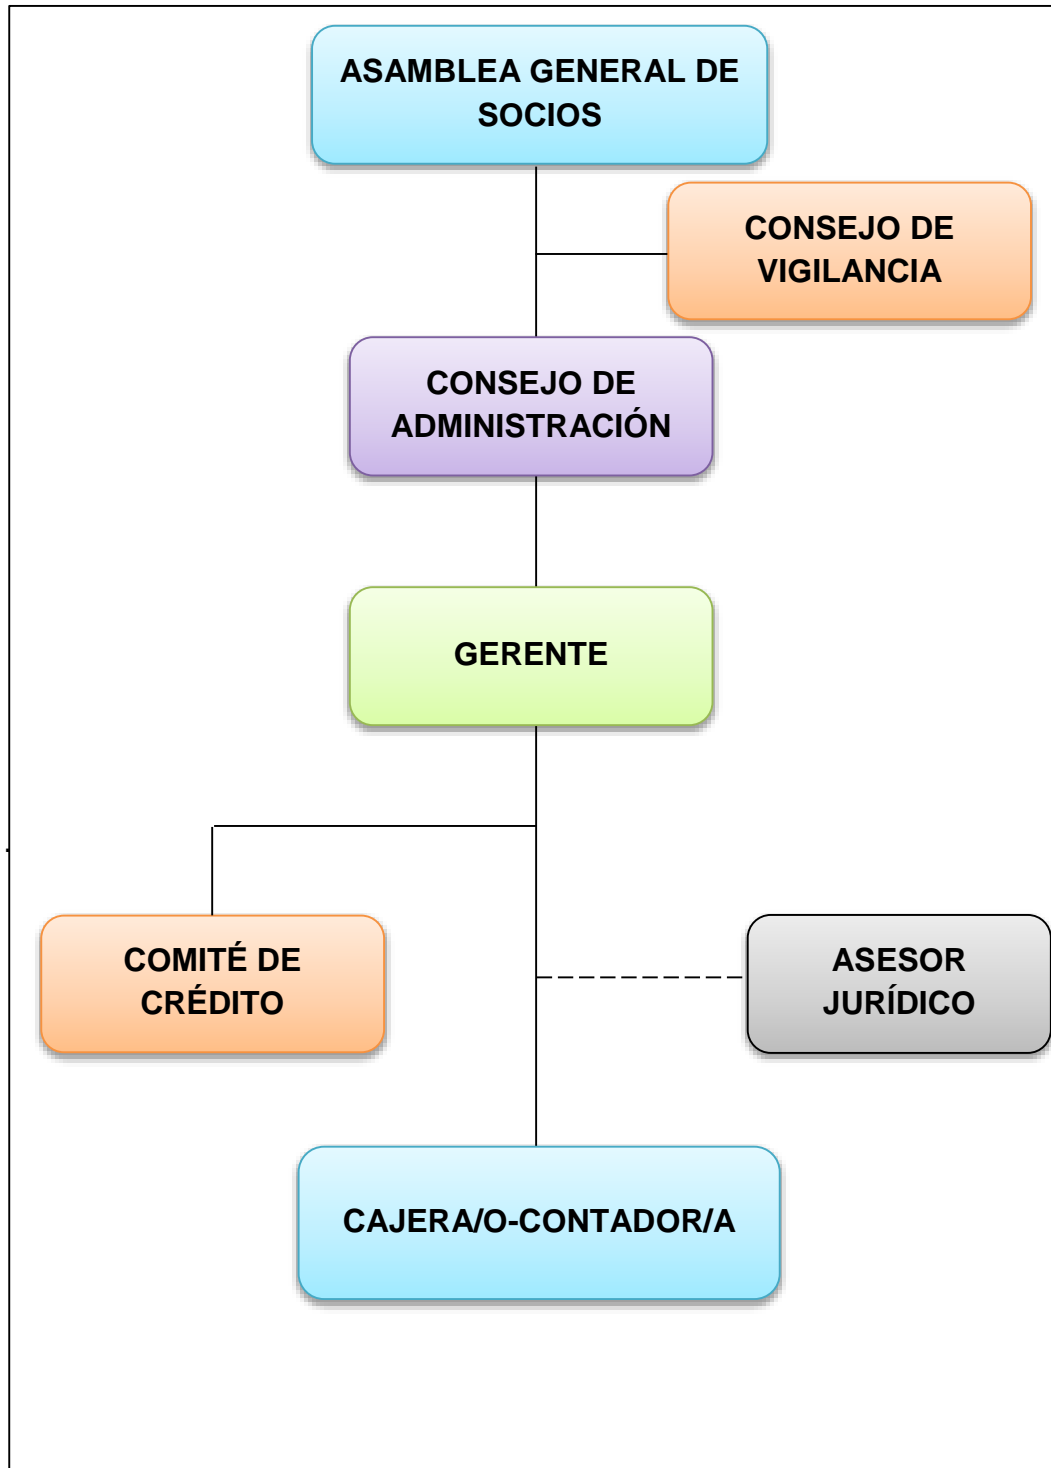 ASAMBLEA GENERAL DE
SOCIOS
CONSEJO DE
VIGILANCIA
CONSEJO DE
ADMINISTRACIÓN
GERENTE
COMITÉ DE
CRÉDITO
ASESOR
JURÍDICO
CAJERA/O-CONTADOR/A